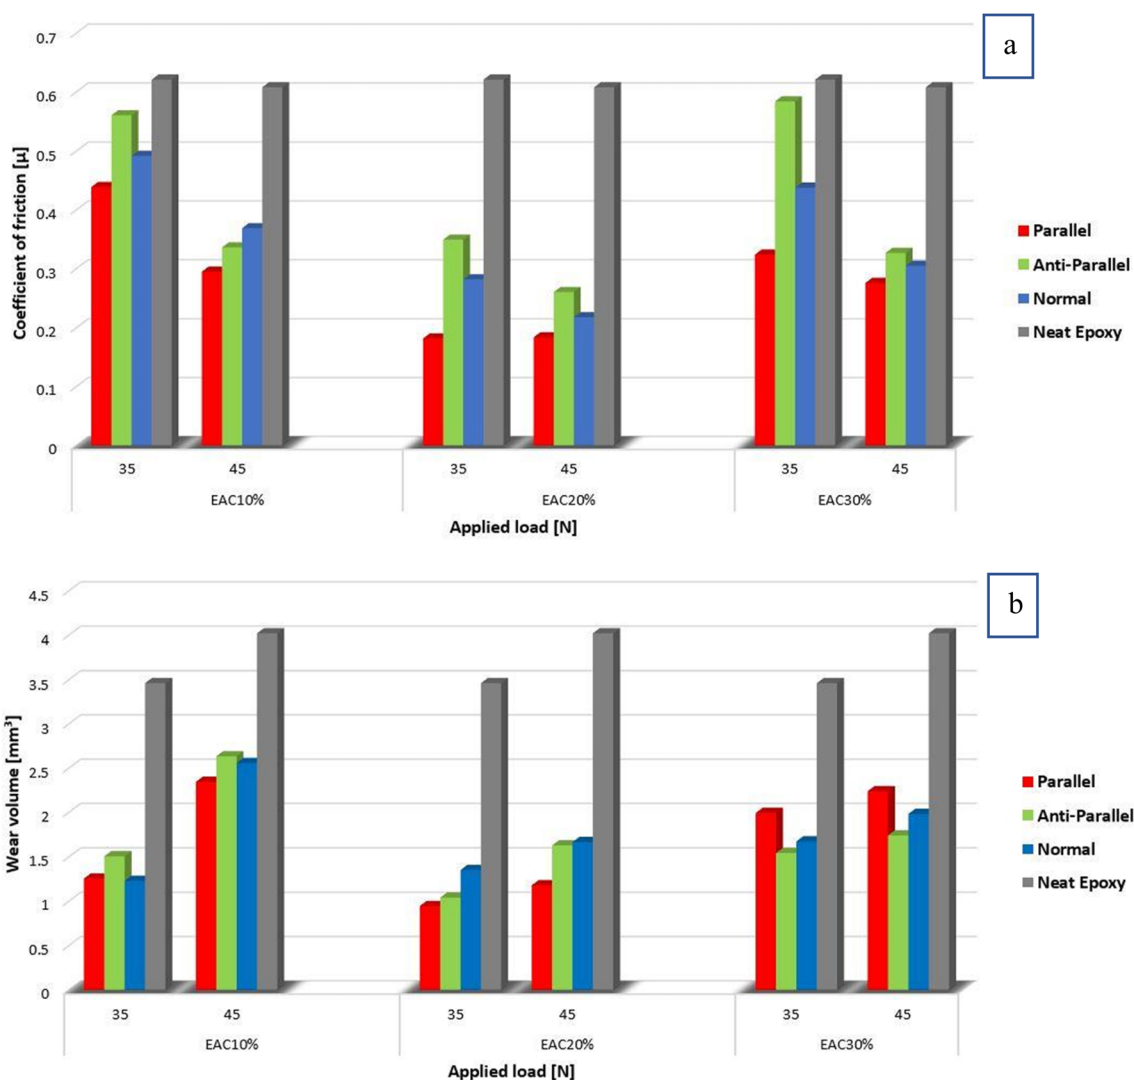 a
0.7
0.6
0.5
0.4
0.3
0.2
0.1
0
Coefficient of friction [µ]
35 45 35 45 35 45
EAC10% EAC20% EAC30%
Applied load [N]
Parallel
Anti-Parallel
Normal
Neat Epoxy
b
4.5
4
3.5
3
2.5
2
1.5
1
0.5
0
Wear volume [mm³]
35 45 35 45 35 45
EAC10% EAC20% EAC30%
Applied load [N]
Parallel
Anti-Parallel
Normal
Neat Epoxy